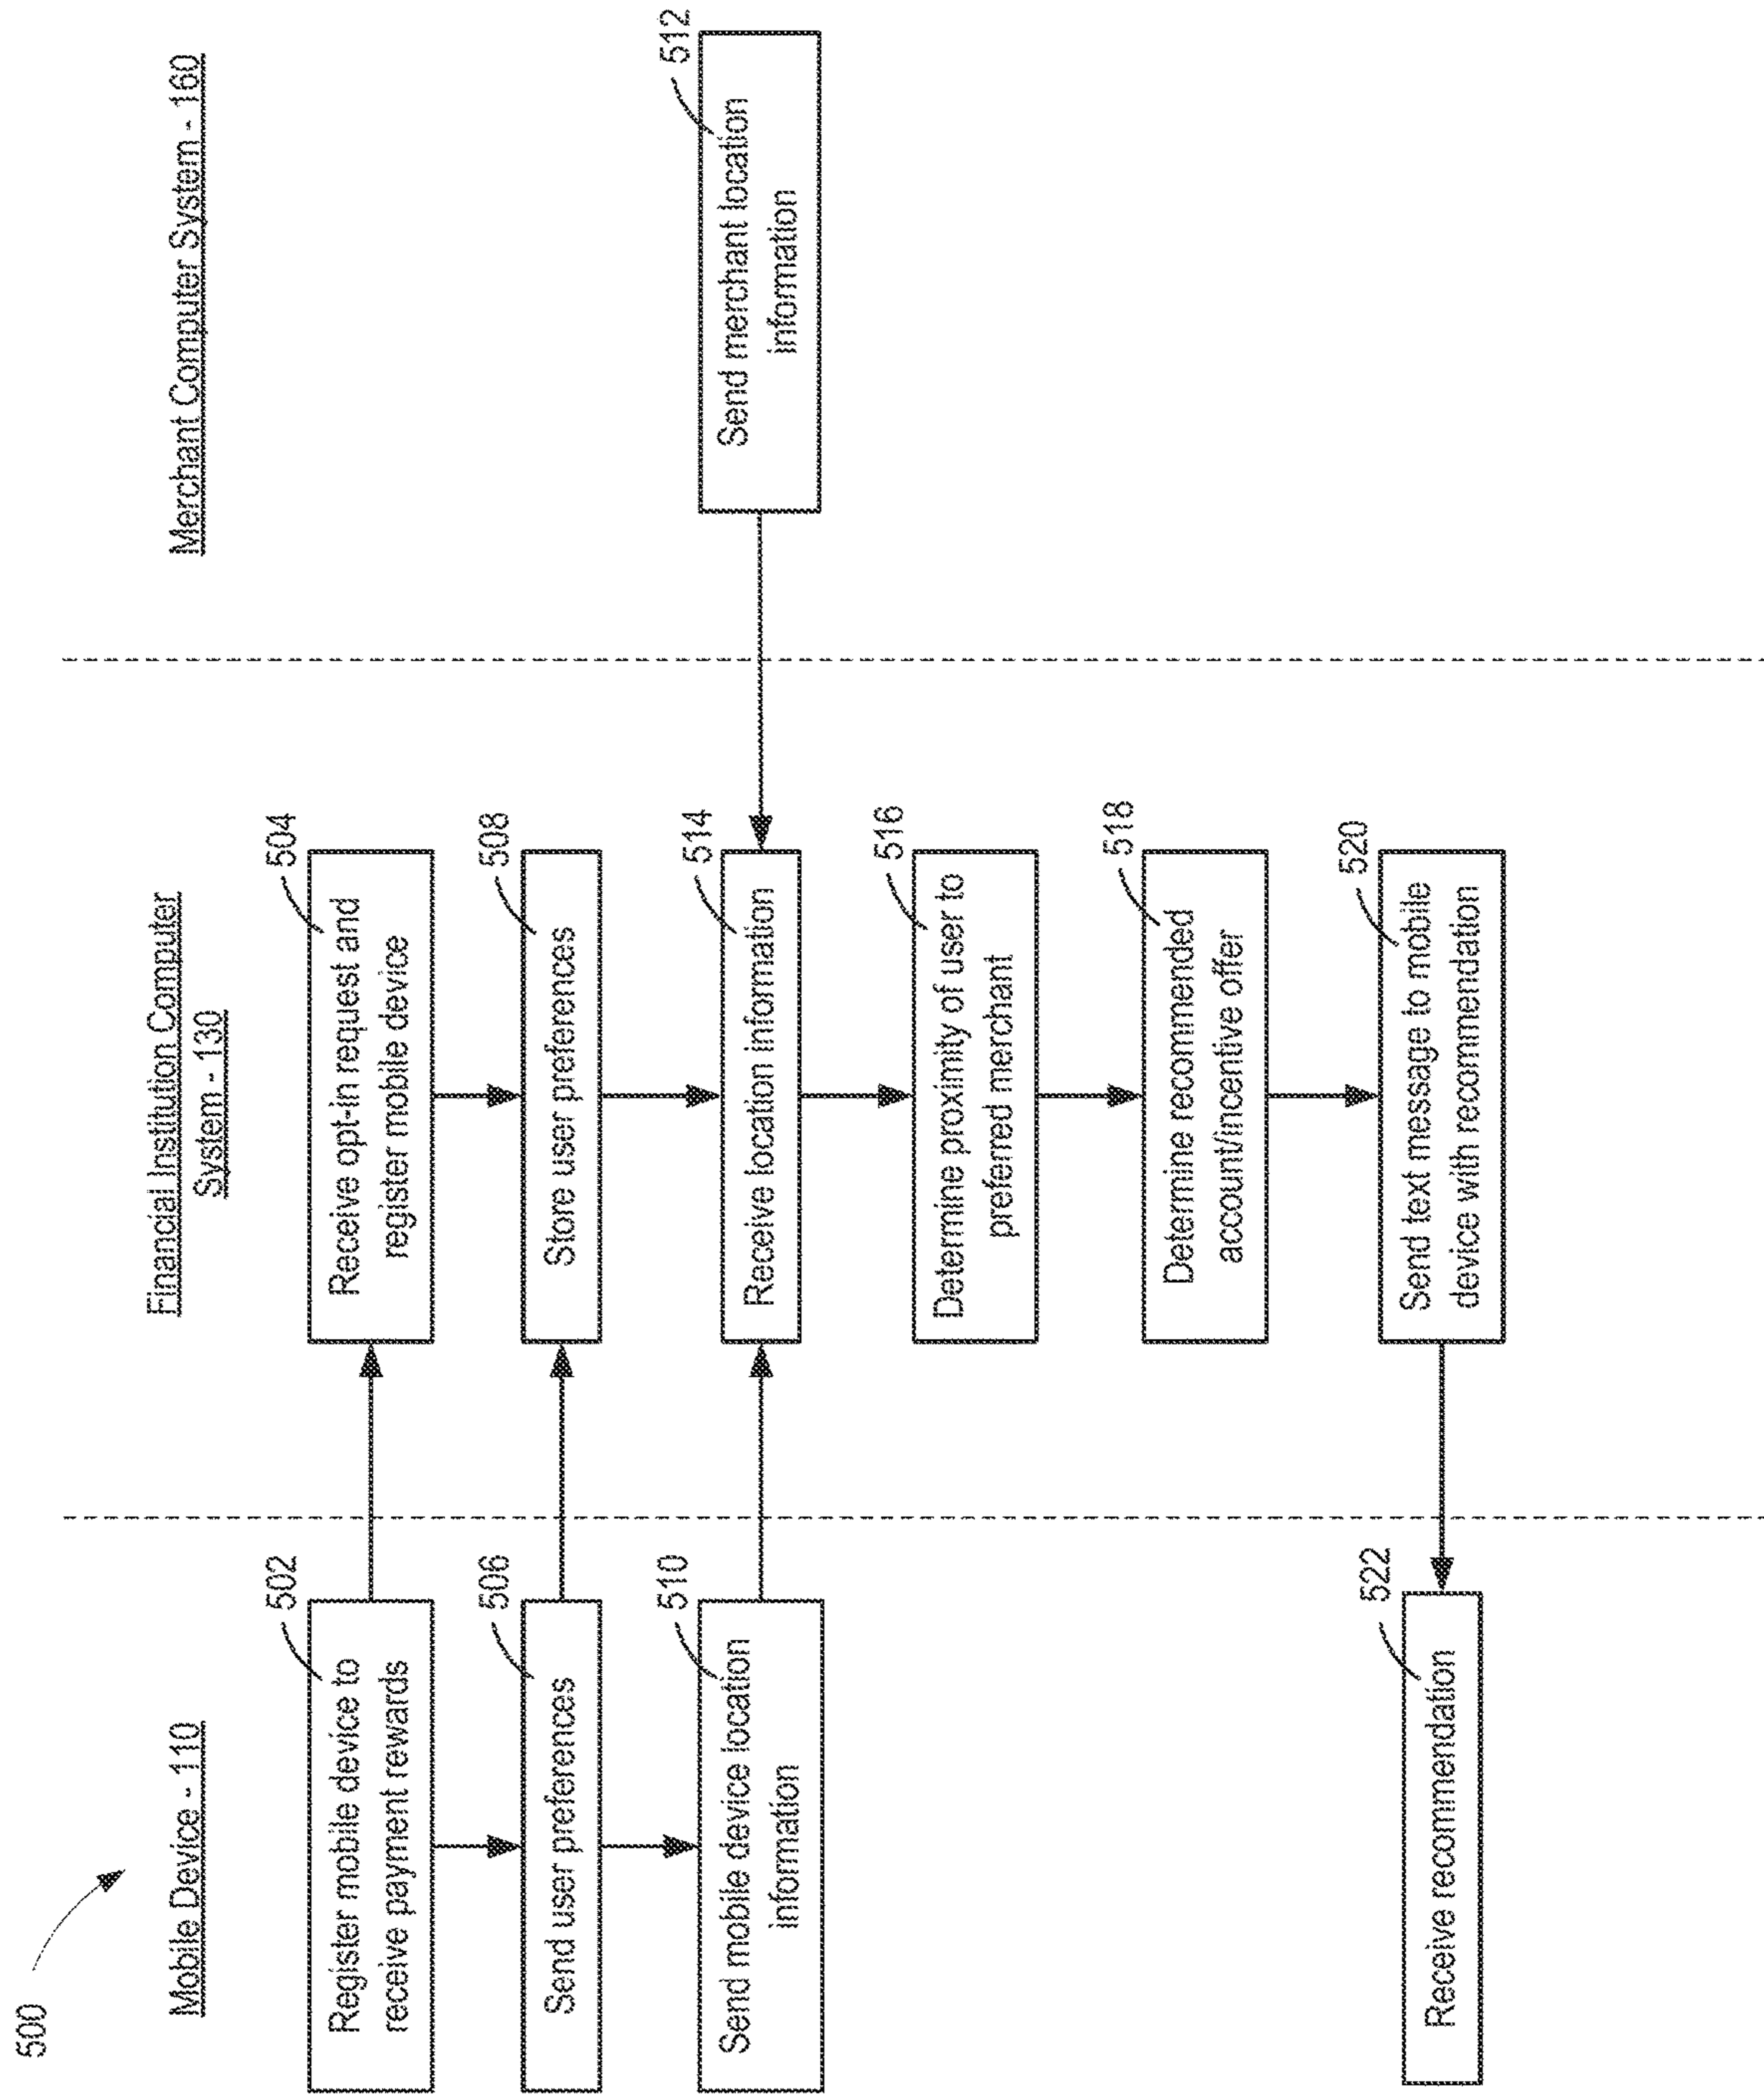 500
Mobile Device - 110
Financial Institution Computer
System - 130
Merchant Computer System - 160
502
Register mobile device to
receive payment rewards
504
Receive opt-in request and
register mobile device
506
Send user preferences
508
Store user preferences
510
Send mobile device location
information
514
Receive location information
512
Send merchant location
information
516
Determine proximity of user to
preferred merchant
518
Determine recommended
account/incentive offer
520
Send text message to mobile
device with recommendation
522
Receive recommendation